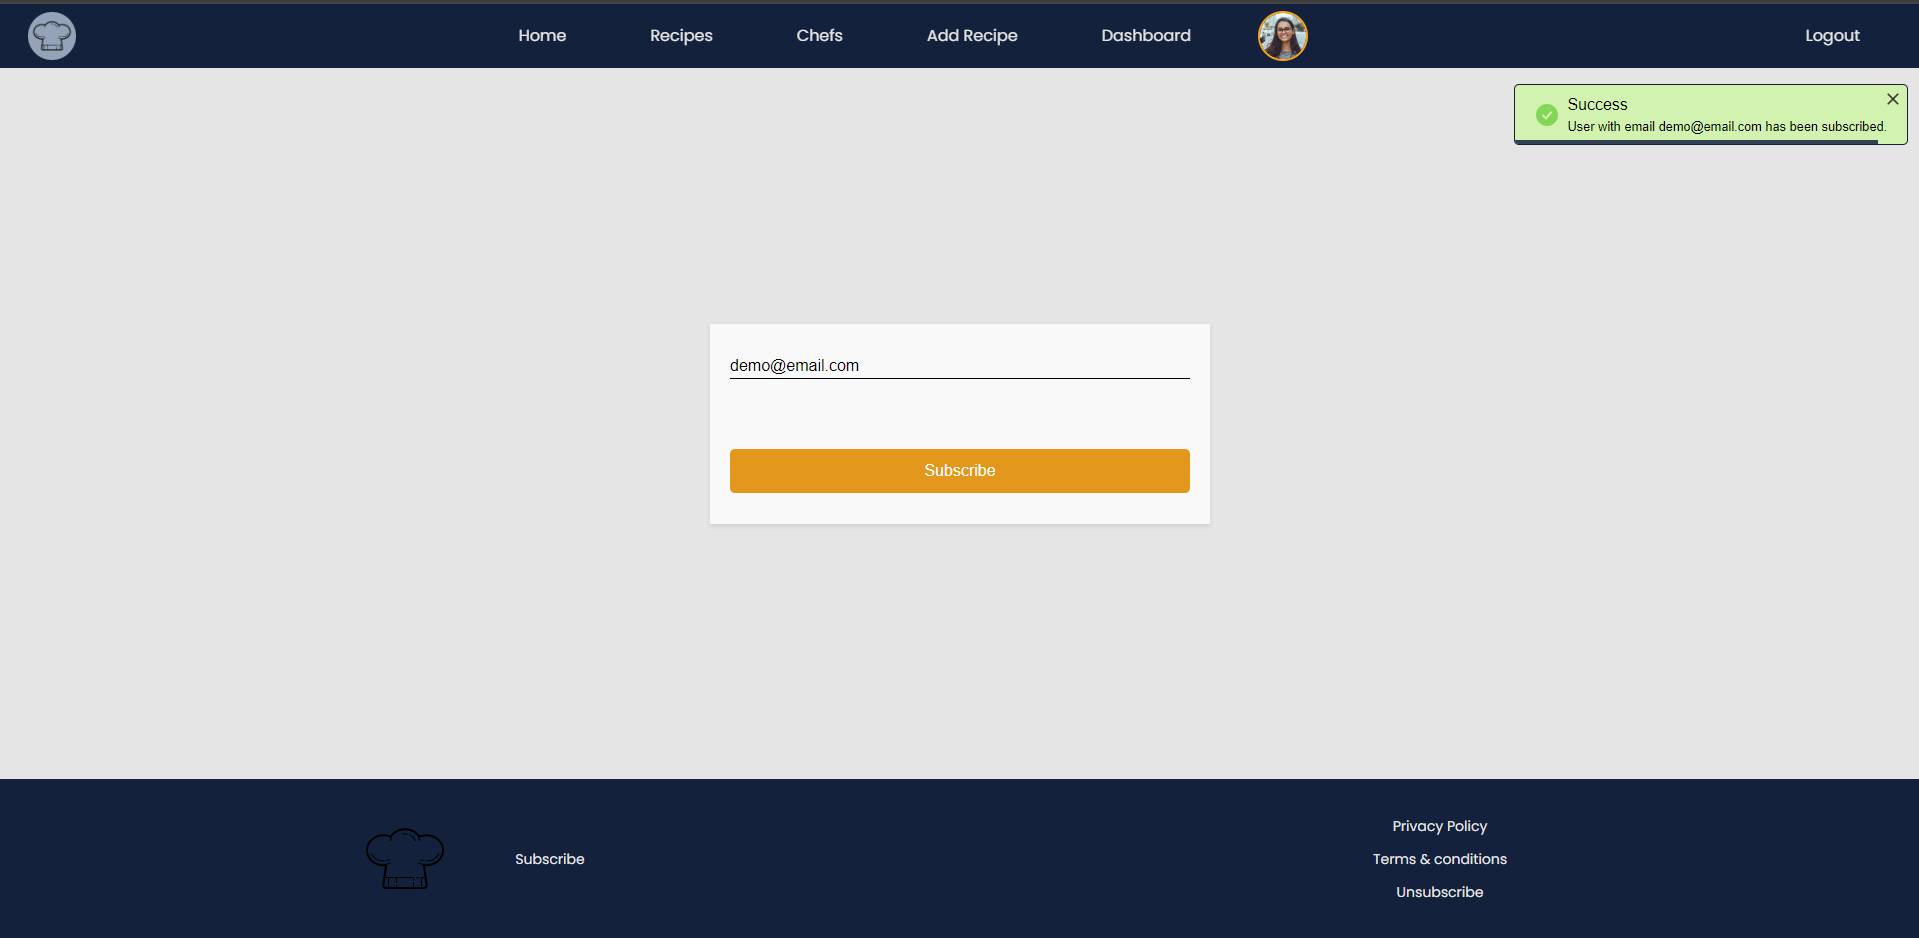 Home
Recipes
Chefs
Add Recipe
Dashboard
Logout
Success
User with email demo@email.com has been subscribed.
demo@email.com
Subscribe
Subscribe
Privacy Policy
Terms & conditions
Unsubscribe